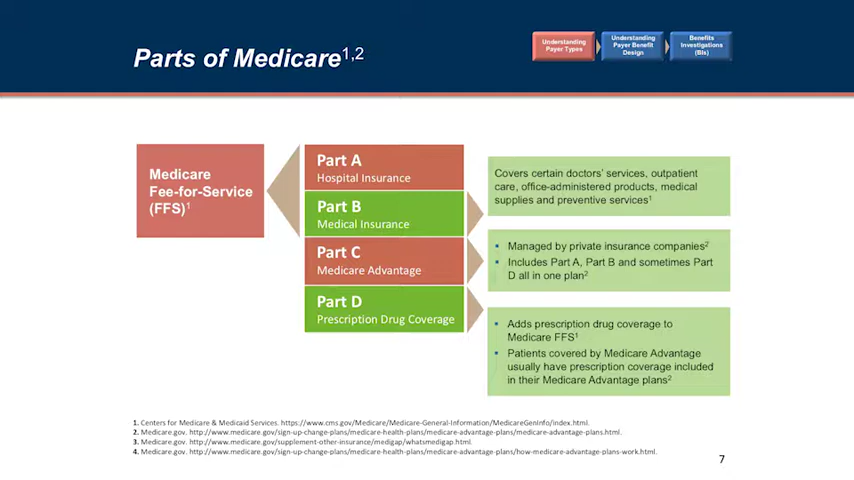 Parts of Medicare1,2
Understanding
Payer Types
Understanding
Payer Benefit
Design
Benefits
Investigations
(BIs)
Medicare
Fee-for-Service
(FFS)1
Part A
Hospital Insurance
Part B
Medical Insurance
Part C
Medicare Advantage
Part D
Prescription Drug Coverage
Covers certain doctors' services, outpatient
care, office-administered products, medical
supplies and preventive services1
▪ Managed by private insurance companies2
▪ Includes Part A, Part B and sometimes Part
D all in one plan2
▪ Adds prescription drug coverage to
Medicare FFS1
▪ Patients covered by Medicare Advantage
usually have prescription coverage included
in their Medicare Advantage plans2
1. Centers for Medicare & Medicaid Services. https://www.cms.gov/Medicare/Medicare-General-Information/MedicareGenInfo/index.html.
2. Medicare.gov. http://www.medicare.gov/sign-up-change-plans/medicare-health-plans/medicare-advantage-plans/medicare-advantage-plans.html.
3. Medicare.gov. http://www.medicare.gov/supplement-other-insurance/medigap/whatsmedigap.html.
4. Medicare.gov. http://www.medicare.gov/sign-up-change-plans/medicare-health-plans/medicare-advantage-plans/how-medicare-advantage-plans-work.html.
7